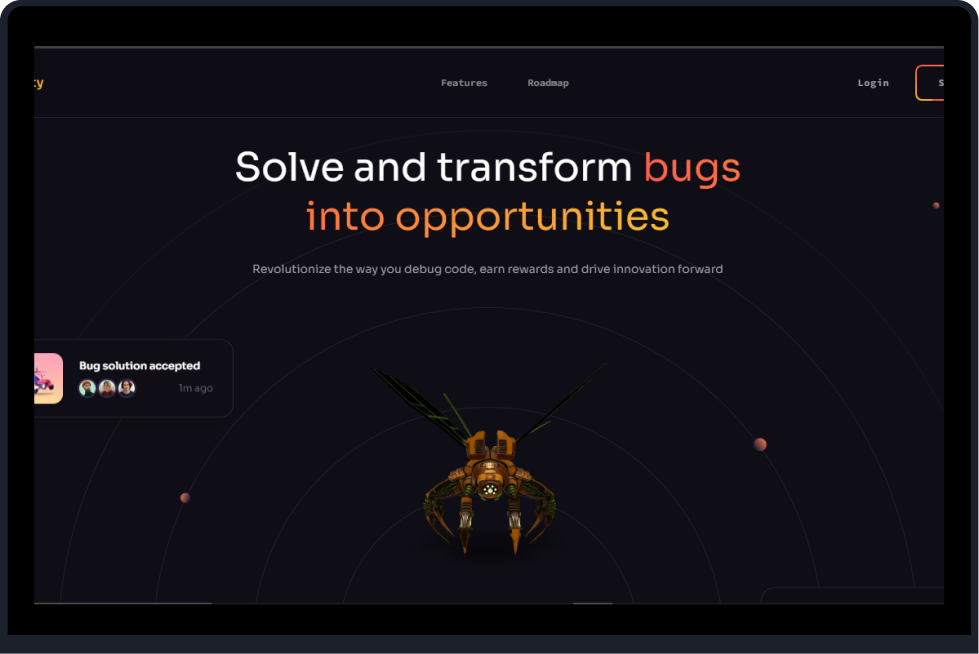 Features
Roadmap
Login
Solve and transform bugs
into opportunities
Revolutionize the way you debug code, earn rewards and drive innovation forward
Bug solution accepted
1m ago